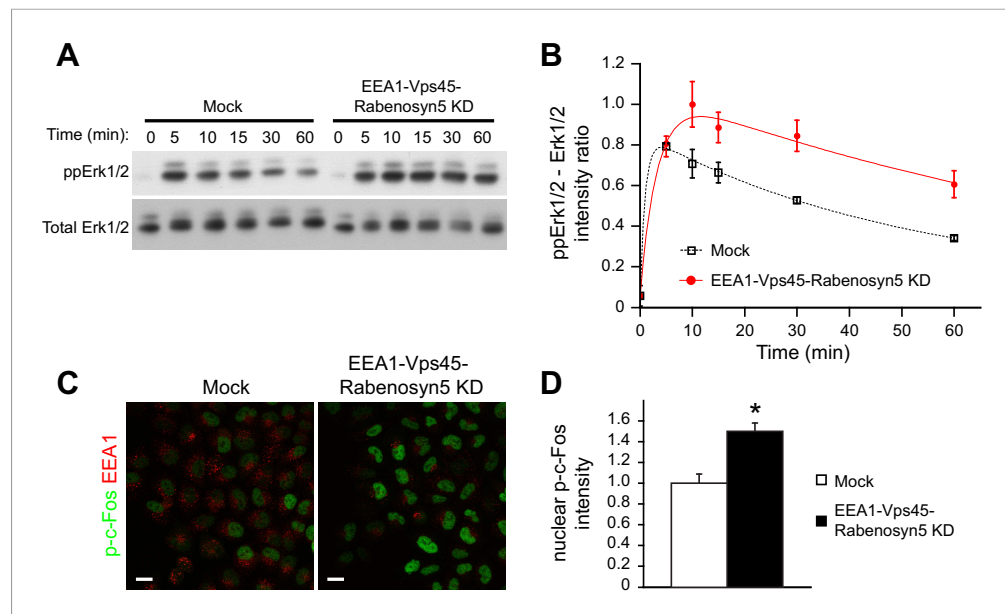 A
Mock
EEA1-Vps45-
Rabenosyn5 KD
Time (min): 0 5 10 15 30 60 0 5 10 15 30 60
ppErk1/2
Total Erk1/2
B
ppErk1/2 - Erk1/2
intensity ratio
1.2
1.0
0.8
0.6
0.4
0.2
0
Mock
EEA1-Vps45-Rabenosyn5 KD
0 10 20 30 40 50 60
Time (min)
C
Mock
EEA1-Vps45-
Rabenosyn5 KD
p-c-Fos EEA1
D
nuclear p-c-Fos
intensity
1.6
1.4
1.2
1.0
0.8
0.6
0.4
0.2
0
*
Mock
EEA1-Vps45-
Rabenosyn5 KD